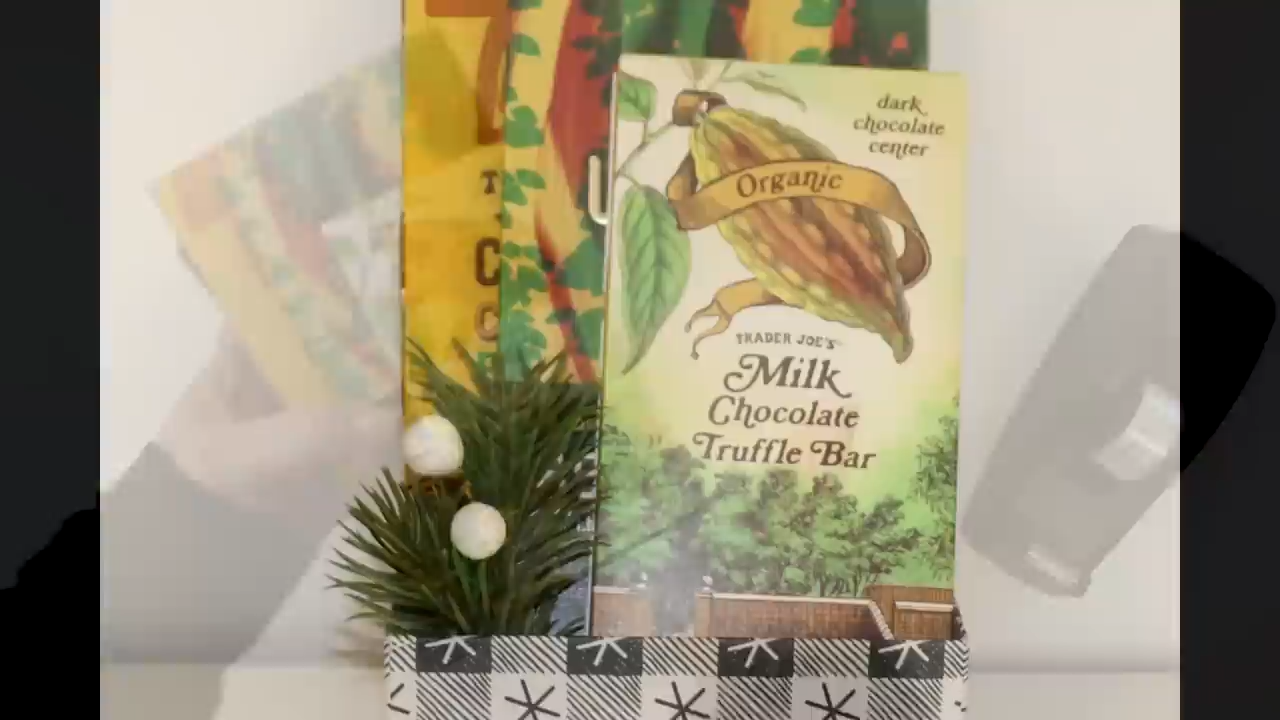 dark
chocolate
center
Organic
TRADER JOE'S
Milk
Chocolate
Truffle Bar